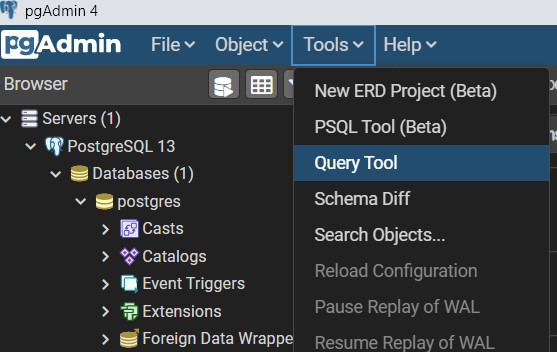 pgAdmin 4
pgAdmin File Object Tools Help
Browser
New ERD Project (Beta)
Servers (1)
PSQL Tool (Beta)
PostgreSQL 13
Query Tool
Databases (1)
Schema Diff
postgres
Search Objects...
Casts
Catalogs
Reload Configuration
Event Triggers
Pause Replay of WAL
Extensions
Foreign Data Wrappe
Resume Replay of WAL